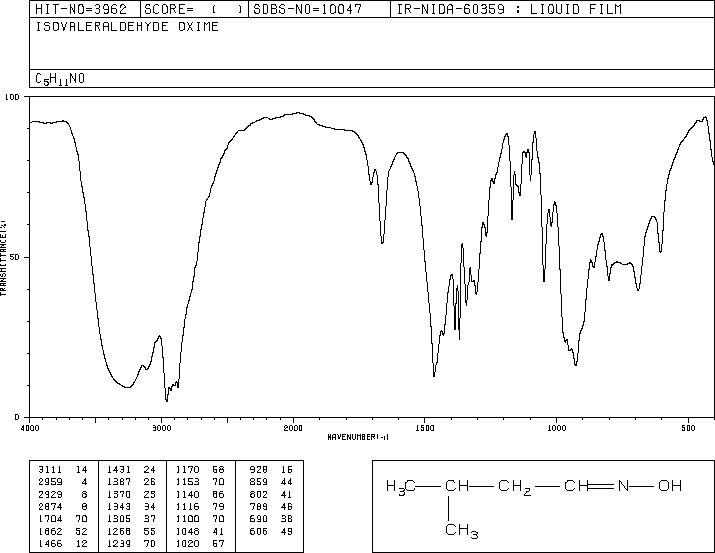 HIT-NO=3962 SCORE= ( ) SDBS-NO=10047 IR-NIDA-60359 : LIQUID FILM
ISOVALERALDEHYDE OXIME
C5H11NO
100
50
0
TRANSMITTANCE(%)
4000 3000 2000 1500 1000 500
WAVENUMBER(-1)
3111 14 1431 24 1170 68 928 16
2959 4 1387 26 1153 70 859 44
2929 8 1370 23 1140 66 802 41
2874 8 1343 34 1116 79 789 46
1704 70 1305 37 1100 70 690 38
1662 52 1268 55 1048 41 606 49
1466 12 1239 70 1020 57
H3C CH CH2 CH N OH
CH3